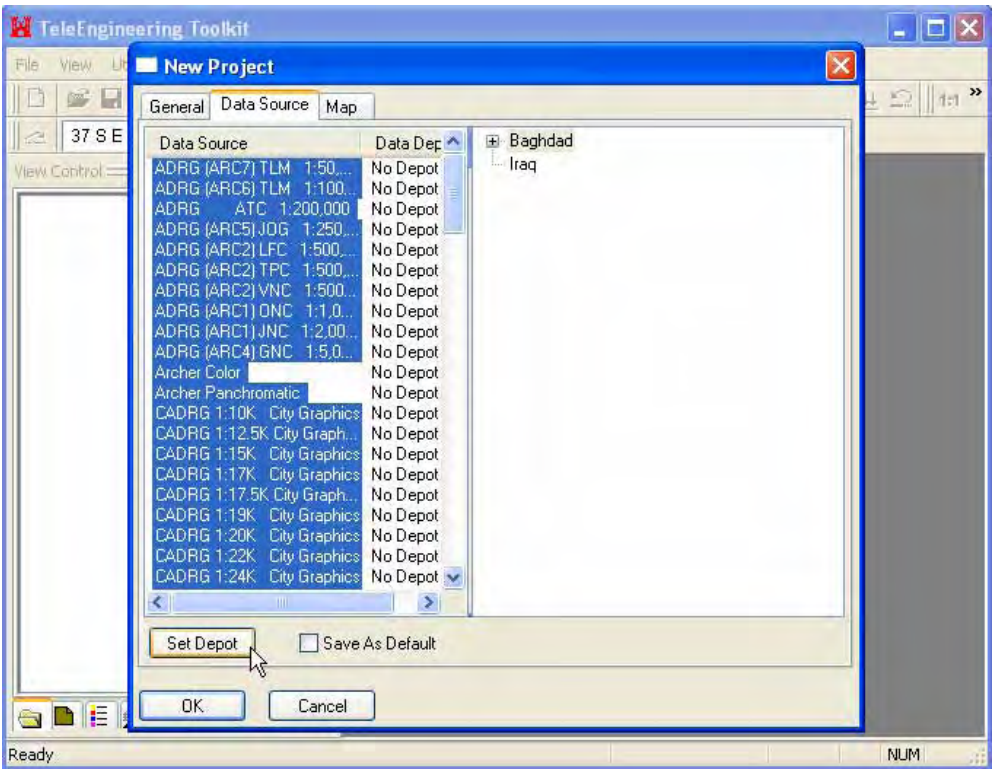 TeleEngineering Toolkit
File View Ut
New Project
1:1 »
37 S E
General Data Source Map
View Control
Data Source Data Dep
Baghdad
Iraq
ADRG (ARC7) TLM 1:50,... No Depot
ADRG (ARC6) TLM 1:100... No Depot
ADRG ATC 1:200,000 No Depot
ADRG (ARC5) JOG 1:250,... No Depot
ADRG (ARC2) LFC 1:500,... No Depot
ADRG (ARC2) TPC 1:500,... No Depot
ADRG (ARC2) VNC 1:500... No Depot
ADRG (ARC1) ONC 1:1,0... No Depot
ADRG (ARC1) JNC 1:2,00... No Depot
ADRG (ARC4) GNC 1:5,0... No Depot
Archer Color No Depot
Archer Panchromatic No Depot
CADRG 1:10K City Graphics No Depot
CADRG 1:12.5K City Graph... No Depot
CADRG 1:15K City Graphics No Depot
CADRG 1:17K City Graphics No Depot
CADRG 1:17.5K City Graph... No Depot
CADRG 1:19K City Graphics No Depot
CADRG 1:20K City Graphics No Depot
CADRG 1:22K City Graphics No Depot
CADRG 1:24K City Graphics No Depot
Set Depot Save As Default
OK Cancel
Ready NUM